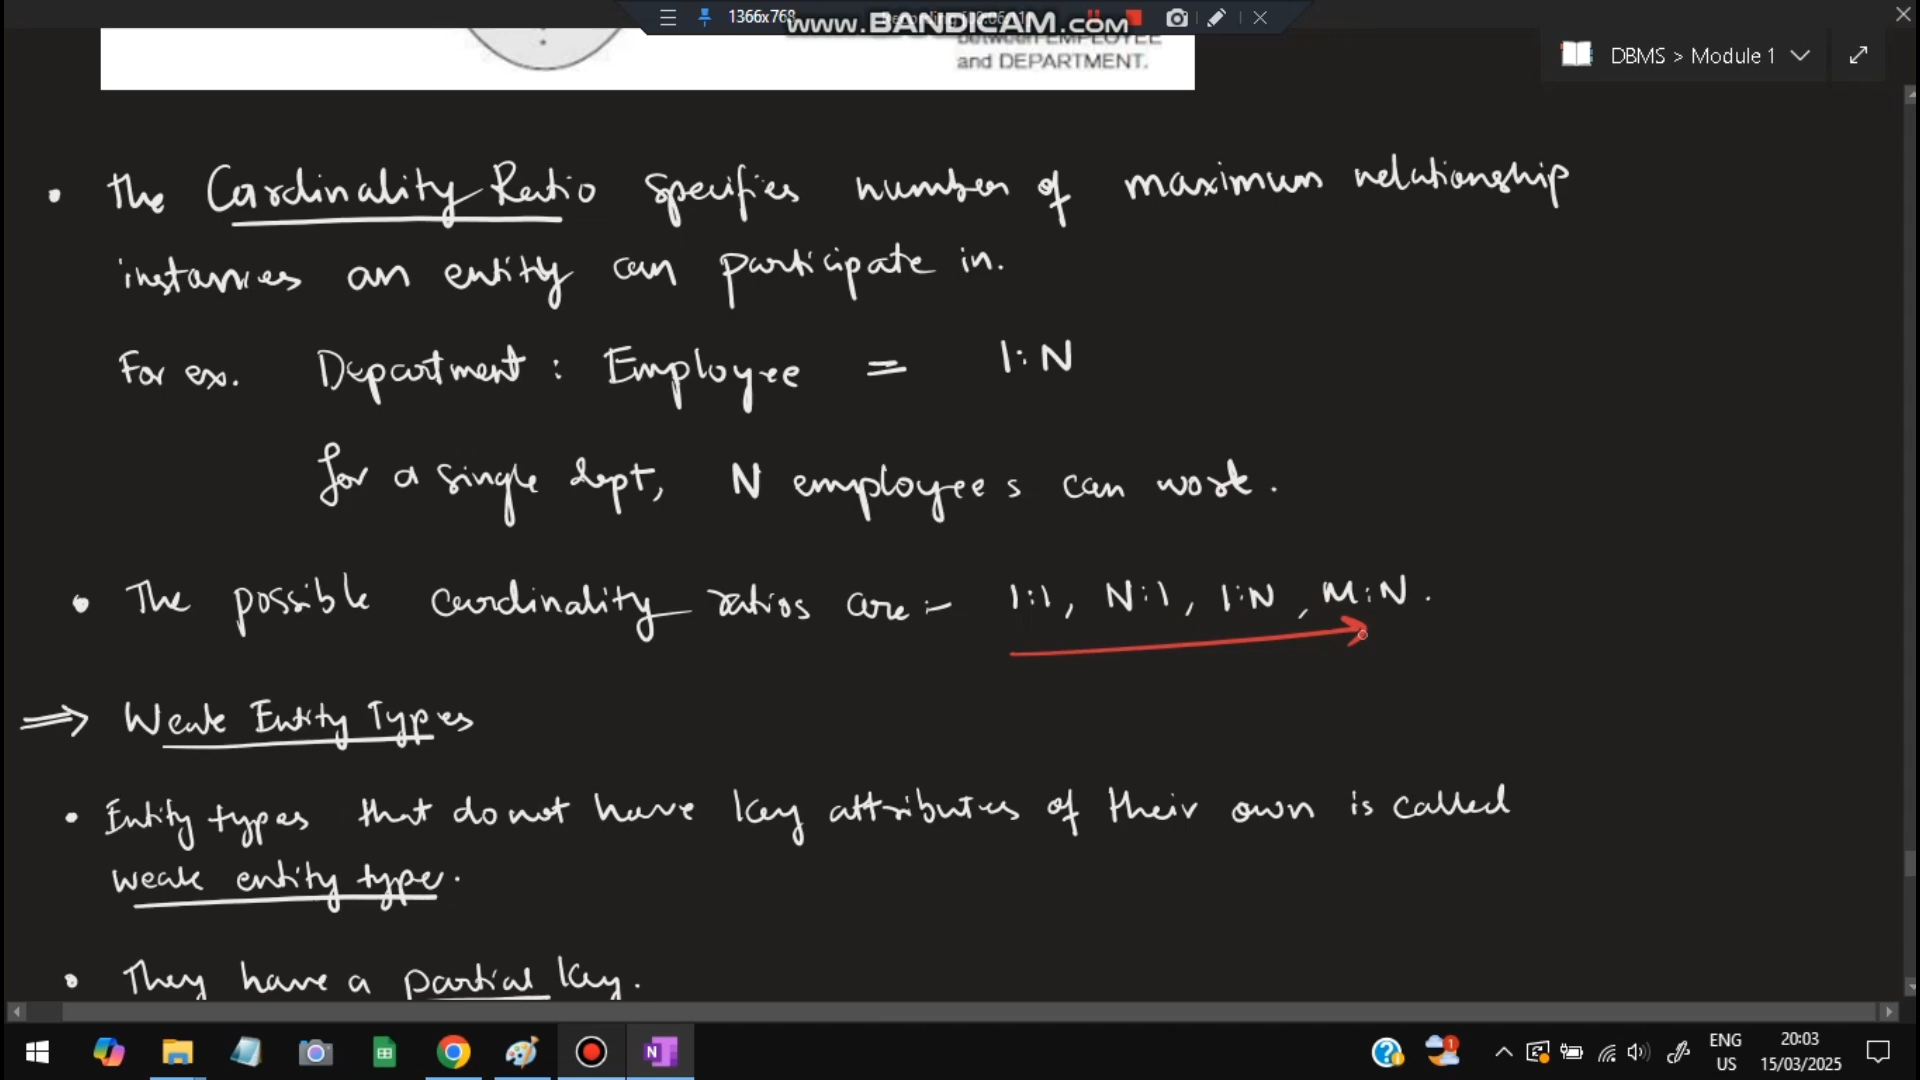 1366x768
www.BANDICAM.com
between EMPLOYEE
and DEPARTMENT.
DBMS > Module 1
• The Cardinality Ratio specifies number of maximum relationship
instances an entity can participate in.
For ex. Department : Employee = 1:N
for a single dept, N employees can work.
• The possible cardinality ratios are :- 1:1, N:1, 1:N, M:N.
⇒ Weak Entity Types
• Entity types that do not have key attributes of their own is called
weak entity type.
• They have a partial key.
ENG
US
20:03
15/03/2025